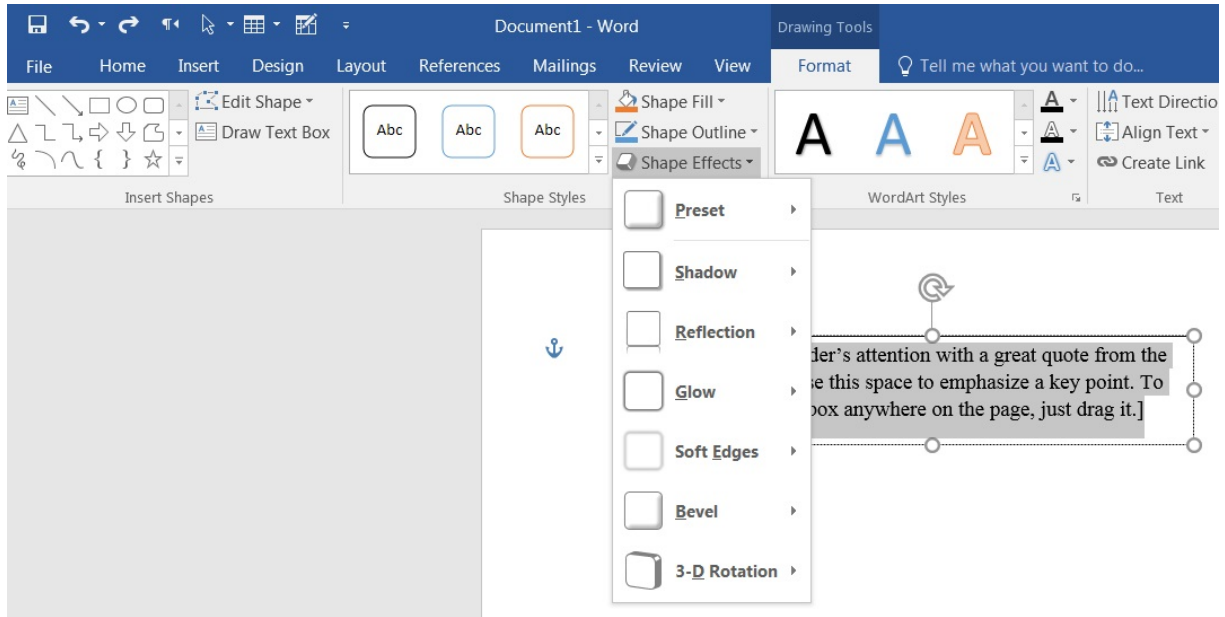 Document1 - Word
Drawing Tools
File Home Insert Design Layout References Mailings Review View Format Tell me what you want to do...
Edit Shape
Draw Text Box
Insert Shapes
Abc Abc Abc
Shape Fill
Shape Outline
Shape Effects
Shape Styles
A A A
A
A
A
WordArt Styles
Text Directio
Align Text
Create Link
Text
Preset
Shadow
Reflection
Glow
Soft Edges
Bevel
3-D Rotation
der’s attention with a great quote from the
se this space to emphasize a key point. To
box anywhere on the page, just drag it.]